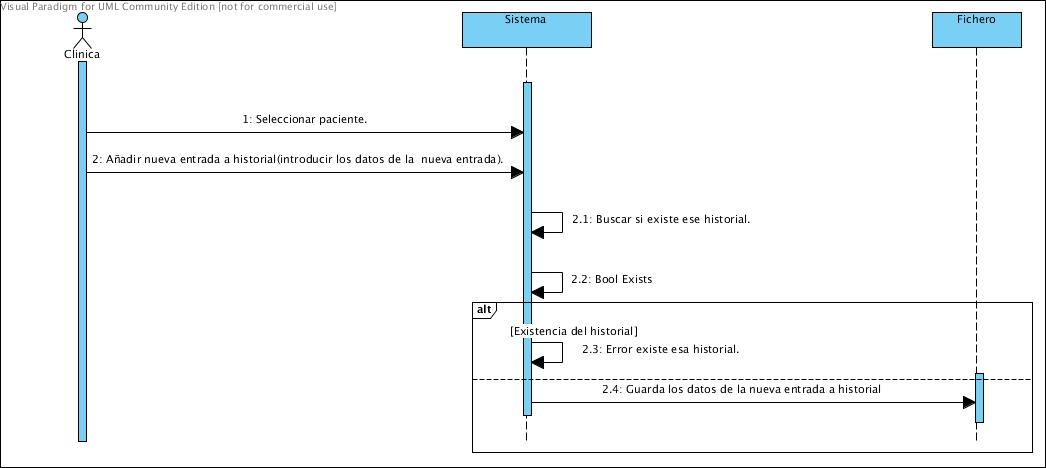 Visual Paradigm for UML Community Edition [not for commercial use]
Sistema
Fichero
Clinica
1: Seleccionar paciente.
2: Añadir nueva entrada a historial(introducir los datos de la nueva entrada).
2.1: Buscar si existe ese historial.
2.2: Bool Exists
alt
[Existencia del historial]
2.3: Error existe esa historial.
2.4: Guarda los datos de la nueva entrada a historial